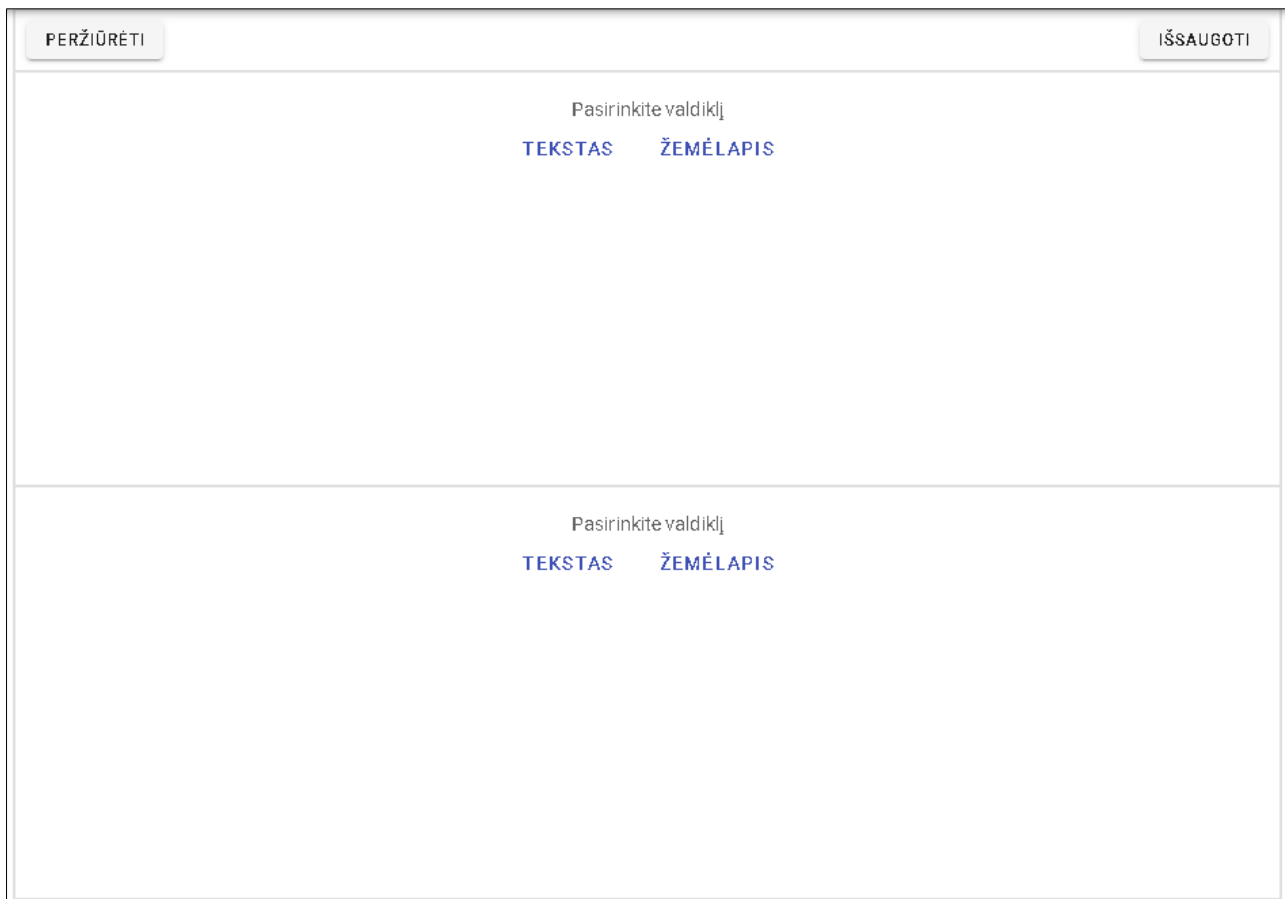 PERŽIŪRĖTI IŠSAUGOTI
Pasirinkite valdiklį
TEKSTAS ŽEMĖLAPIS
Pasirinkite valdiklį
TEKSTAS ŽEMĖLAPIS